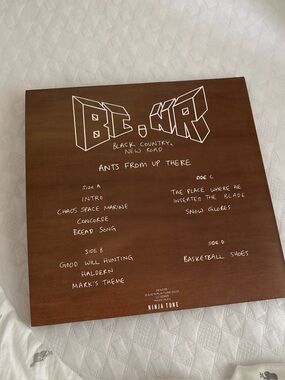 BC,NR
BLACK COUNTRY,
NEW ROAD
ANTS FROM UP THERE
SIDE A
INTRO
CHAOS SPACE MARINE
CONCORDE
BREAD SONG
SIDE B
GOOD WILL HUNTING
HALDERN
MARK'S THEME
SIDE C
THE PLACE WHERE HE
INSERTED THE BLADE
SNOW GLOBES
SIDE D
BASKETBALL SHOES
NINJA TUNE